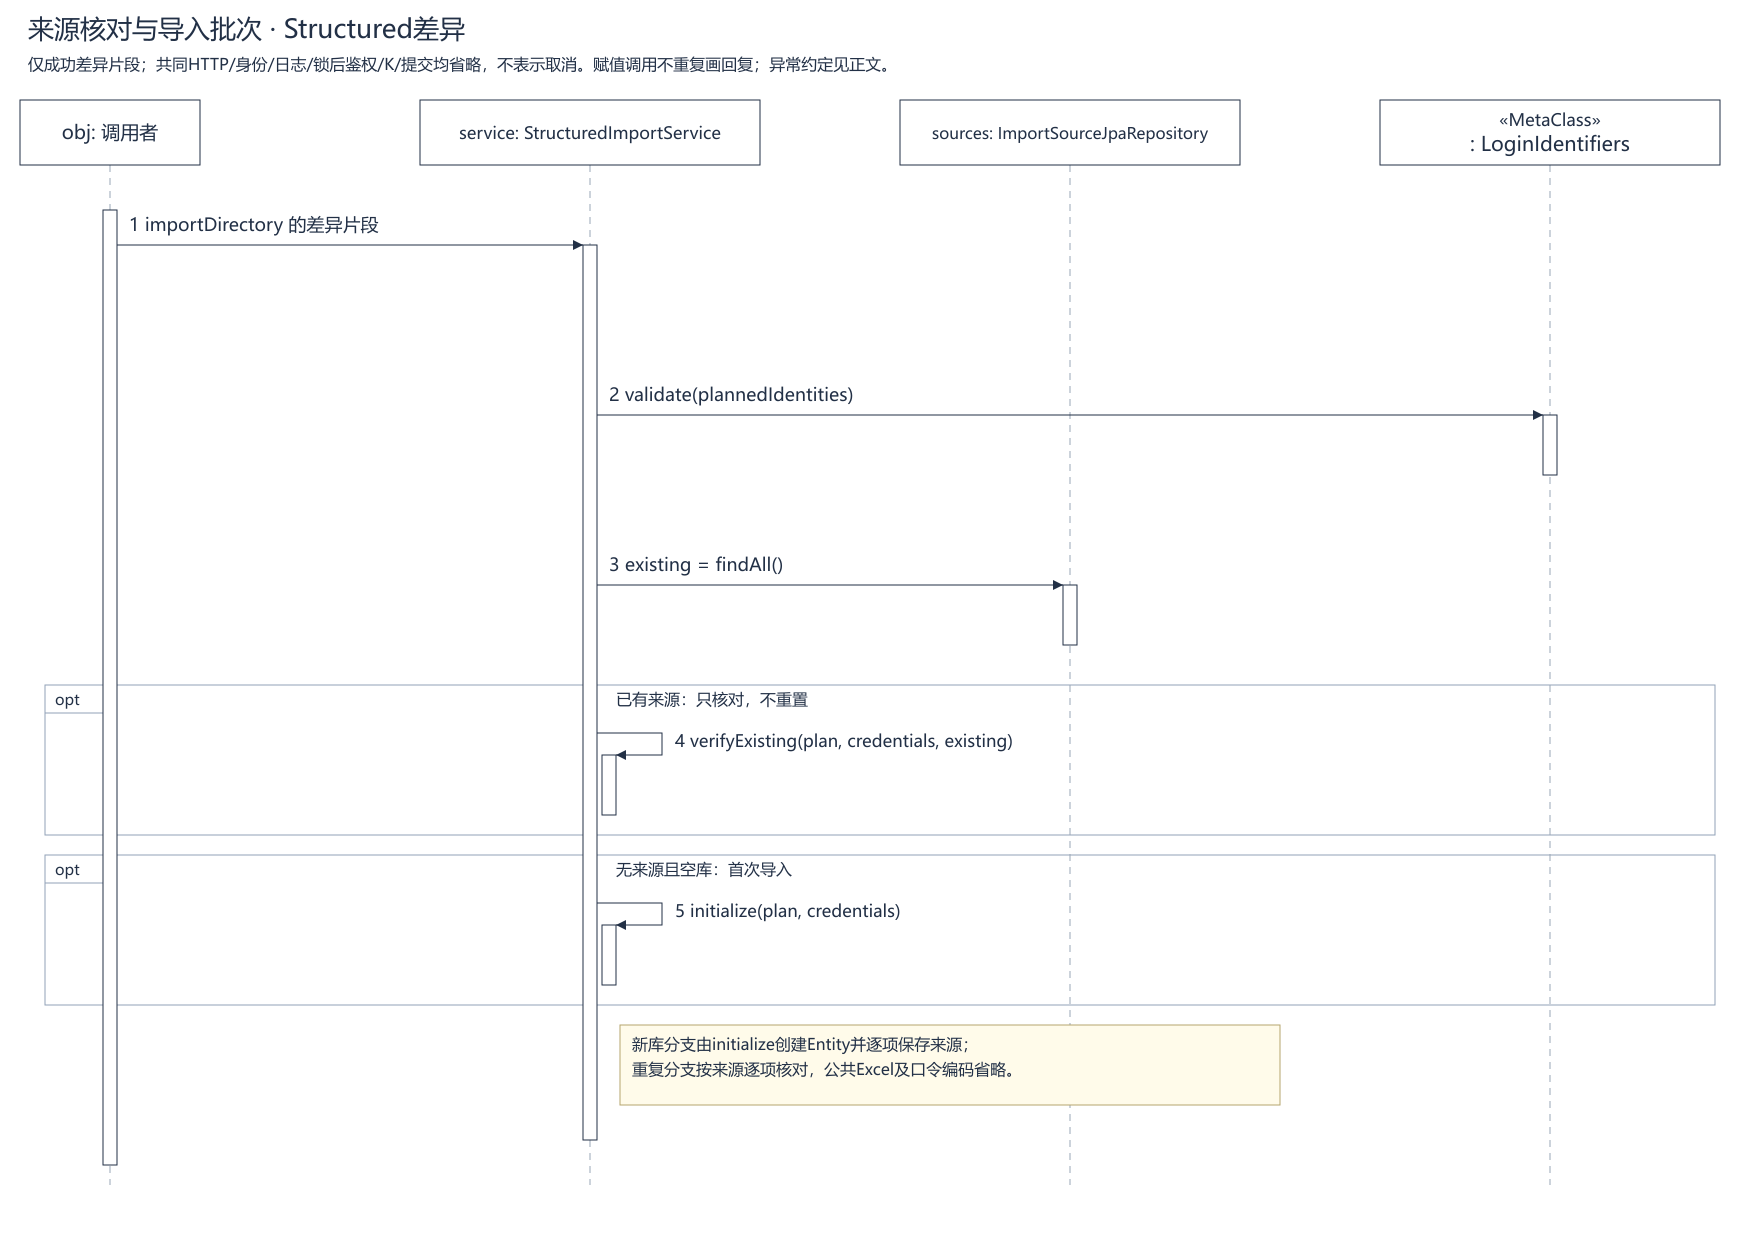 来源核对与导入批次 · Structured差异
仅成功差异片段；共同HTTP/身份/日志/锁后鉴权/K/提交均省略，不表示取消。赋值调用不重复画回复；异常约定见正文。
obj: 调用者
service: StructuredImportService
sources: ImportSourceJpaRepository
«MetaClass»
: LoginIdentifiers
1 importDirectory 的差异片段
2 validate(plannedIdentities)
3 existing = findAll()
opt
已有来源：只核对，不重置
4 verifyExisting(plan, credentials, existing)
opt
无来源且空库：首次导入
5 initialize(plan, credentials)
新库分支由initialize创建Entity并逐项保存来源；
重复分支按来源逐项核对，公共Excel及口令编码省略。